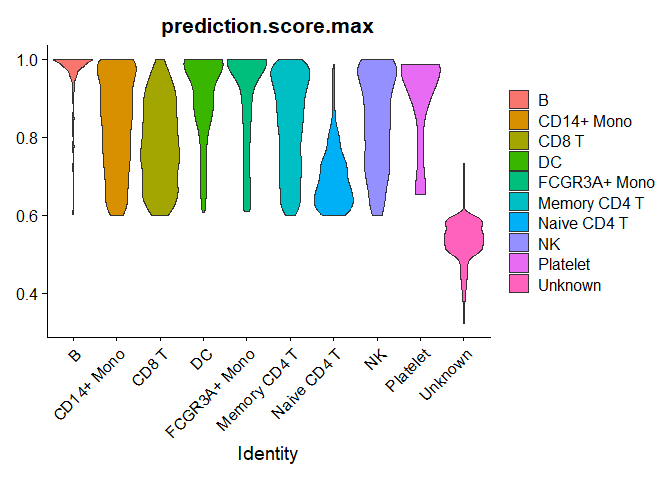 prediction.score.max
1.0
0.8
0.6
0.4
B
CD14+ Mono
CD8 T
DC
FCGR3A+ Mono
Memory CD4 T
Naive CD4 T
NK
Platelet
Unknown
Identity
B
CD14+ Mono
CD8 T
DC
FCGR3A+ Mono
Memory CD4 T
Naive CD4 T
NK
Platelet
Unknown